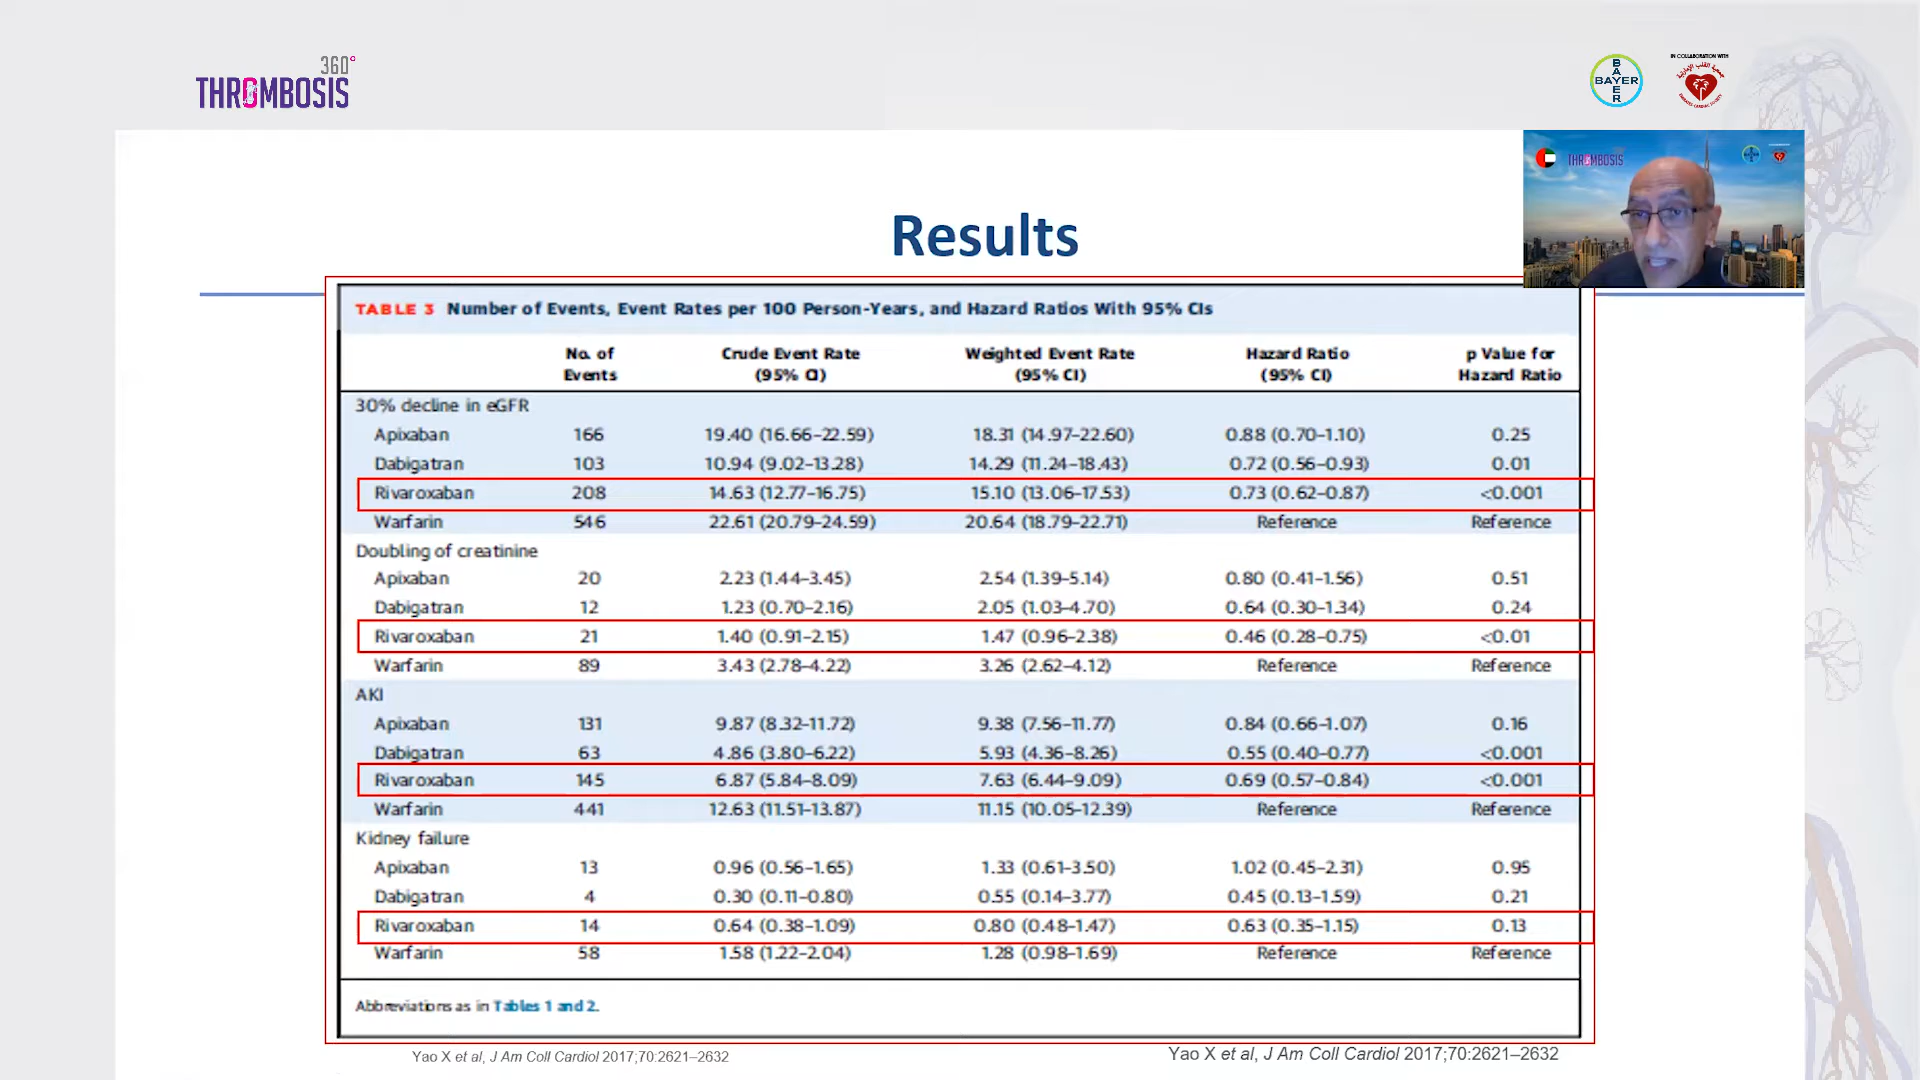 360°
THROMBOSIS
BAYER
BAYER
IN COLLABORATION WITH
جمعية القلب الإماراتية
EMIRATES CARDIAC SOCIETY
THROMBOSIS
Results
TABLE 3 Number of Events, Event Rates per 100 Person-Years, and Hazard Ratios With 95% CIs
No. of Events Crude Event Rate (95% CI) Weighted Event Rate (95% CI) Hazard Ratio (95% CI) p Value for Hazard Ratio
30% decline in eGFR
Apixaban 166 19.40 (16.66–22.59) 18.31 (14.97–22.60) 0.88 (0.70–1.10) 0.25
Dabigatran 103 10.94 (9.02–13.28) 14.29 (11.24–18.43) 0.72 (0.56–0.93) 0.01
Rivaroxaban 208 14.63 (12.77–16.75) 15.10 (13.06–17.53) 0.73 (0.62–0.87) <0.001
Warfarin 546 22.61 (20.79–24.59) 20.64 (18.79–22.71) Reference Reference
Doubling of creatinine
Apixaban 20 2.23 (1.44–3.45) 2.54 (1.39–5.14) 0.80 (0.41–1.56) 0.51
Dabigatran 12 1.23 (0.70–2.16) 2.05 (1.03–4.70) 0.64 (0.30–1.34) 0.24
Rivaroxaban 21 1.40 (0.91–2.15) 1.47 (0.96–2.38) 0.46 (0.28–0.75) <0.01
Warfarin 89 3.43 (2.78–4.22) 3.26 (2.62–4.12) Reference Reference
AKI
Apixaban 131 9.87 (8.32–11.72) 9.38 (7.56–11.77) 0.84 (0.66–1.07) 0.16
Dabigatran 63 4.86 (3.80–6.22) 5.93 (4.36–8.26) 0.55 (0.40–0.77) <0.001
Rivaroxaban 145 6.87 (5.84–8.09) 7.63 (6.44–9.09) 0.69 (0.57–0.84) <0.001
Warfarin 441 12.63 (11.51–13.87) 11.15 (10.05–12.39) Reference Reference
Kidney failure
Apixaban 13 0.96 (0.56–1.65) 1.33 (0.61–3.50) 1.02 (0.45–2.31) 0.95
Dabigatran 4 0.30 (0.11–0.80) 0.55 (0.14–3.77) 0.45 (0.13–1.59) 0.21
Rivaroxaban 14 0.64 (0.38–1.09) 0.80 (0.48–1.47) 0.63 (0.35–1.15) 0.13
Warfarin 58 1.58 (1.22–2.04) 1.28 (0.98–1.69) Reference Reference
Abbreviations as in Tables 1 and 2.
Yao X et al, J Am Coll Cardiol 2017;70:2621–2632
Yao X et al, J Am Coll Cardiol 2017;70:2621–2632